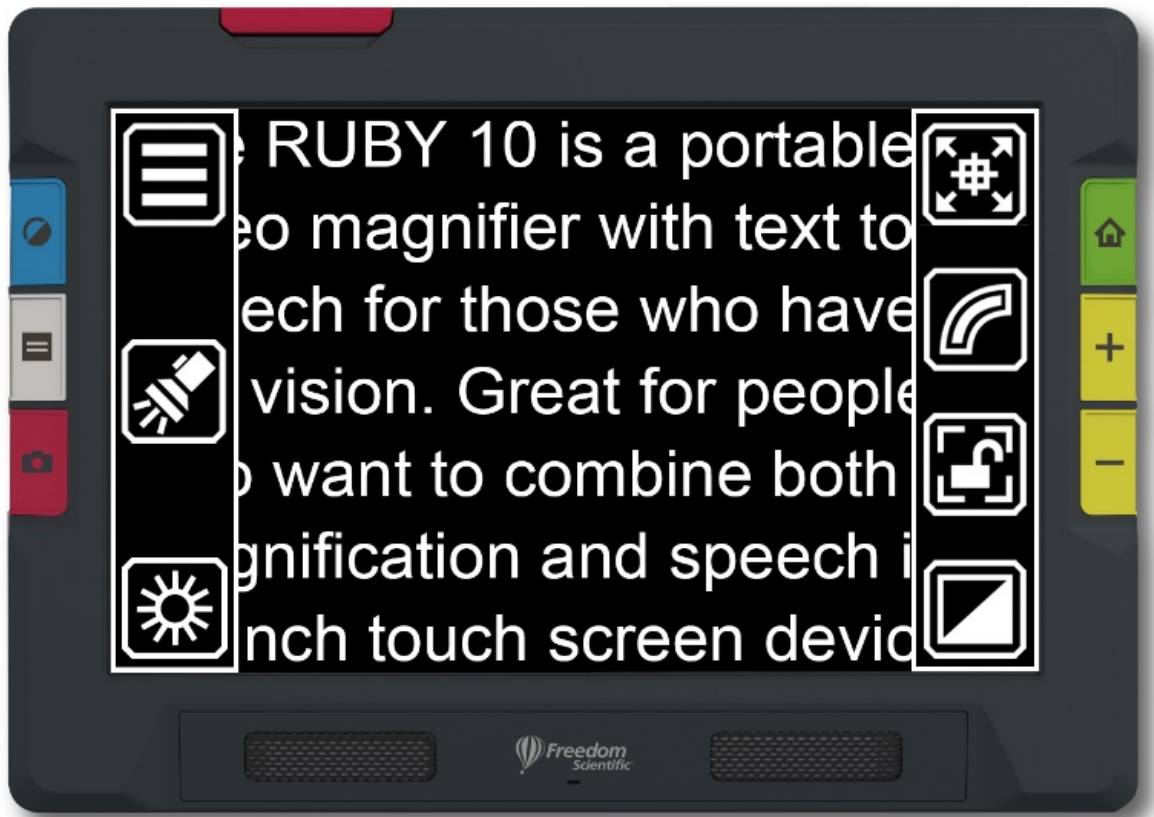 e RUBY 10 is a portable
eo magnifier with text to
ech for those who have
vision. Great for people
o want to combine both
gnification and speech i
nch touch screen devic
Freedom
Scientific